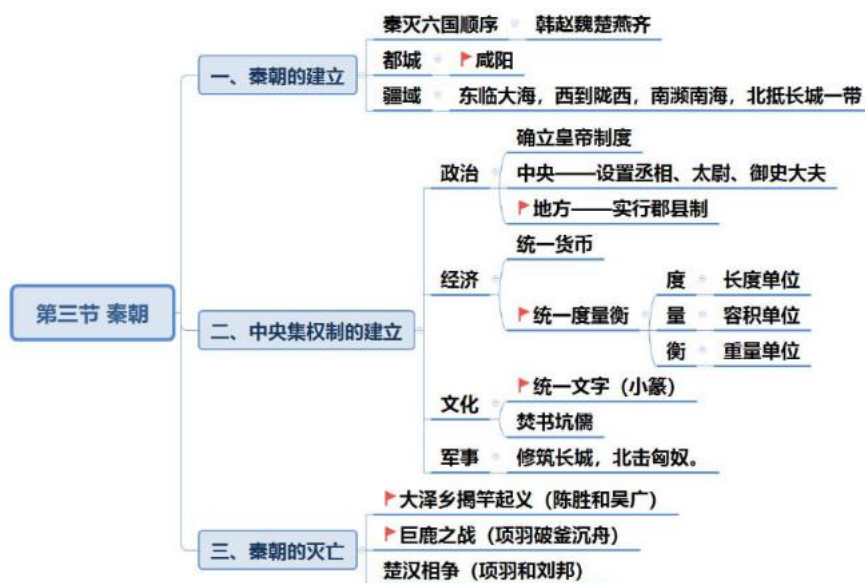 第三节 秦朝
一、秦朝的建立
秦灭六国顺序 韩赵魏楚燕齐
都城 咸阳
疆域 东临大海，西到陇西，南濒南海，北抵长城一带
二、中央集权制的建立
政治
确立皇帝制度
中央——设置丞相、太尉、御史大夫
地方——实行郡县制
经济
统一货币
统一度量衡
度 长度单位
量 容积单位
衡 重量单位
文化
统一文字（小篆）
焚书坑儒
军事 修筑长城，北击匈奴。
三、秦朝的灭亡
大泽乡揭竿起义（陈胜和吴广）
巨鹿之战（项羽破釜沉舟）
楚汉相争（项羽和刘邦）